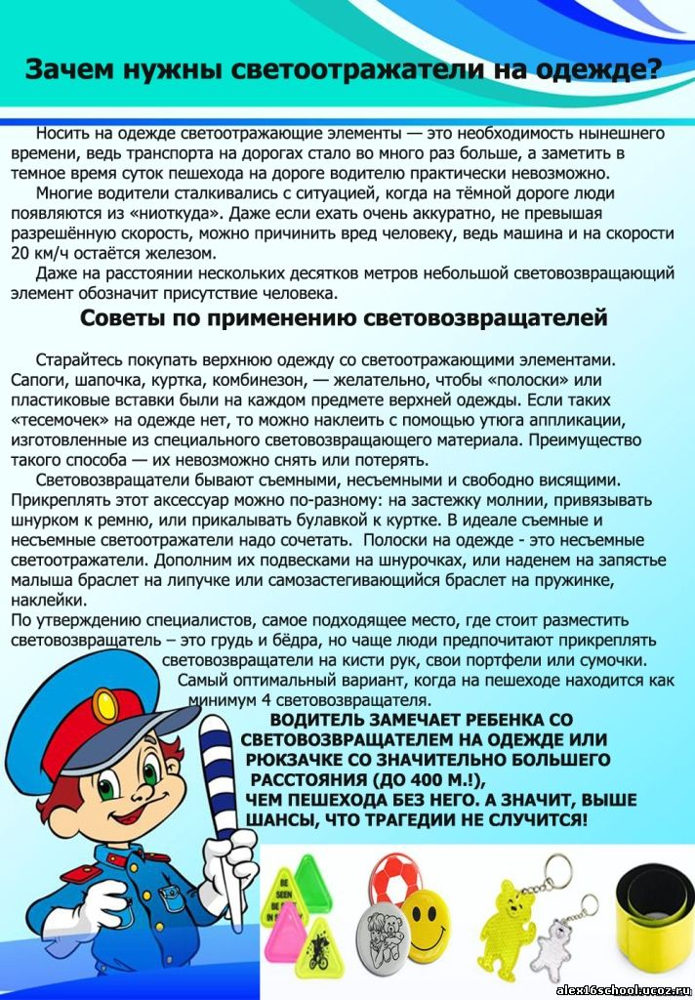 Зачем нужны светоотражатели на одежде?
Носить на одежде светоотражающие элементы — это необходимость нынешнего
времени, ведь транспорта на дорогах стало во много раз больше, а заметить в
темное время суток пешехода на дороге водителю практически невозможно.
Многие водители сталкивались с ситуацией, когда на тёмной дороге люди
появляются из «ниоткуда». Даже если ехать очень аккуратно, не превышая
разрешённую скорость, можно причинить вред человеку, ведь машина и на скорости
20 км/ч остаётся железом.
Даже на расстоянии нескольких десятков метров небольшой световозвращающий
элемент обозначит присутствие человека.
Советы по применению световозвращателей
Старайтесь покупать верхнюю одежду со светоотражающими элементами.
Сапоги, шапочка, куртка, комбинезон, — желательно, чтобы «полоски» или
пластиковые вставки были на каждом предмете верхней одежды. Если таких
«тесемочек» на одежде нет, то можно наклеить с помощью утюга аппликации,
изготовленные из специального световозвращающего материала. Преимущество
такого способа — их невозможно снять или потерять.
Световозвращатели бывают съемными, несъемными и свободно висящими.
Прикреплять этот аксессуар можно по-разному: на застежку молнии, привязывать
шнурком к ремню, или прикалывать булавкой к куртке. В идеале съемные и
несъемные светоотражатели надо сочетать. Полоски на одежде - это несъемные
светоотражатели. Дополним их подвесками на шнурочках, или наденем на запястье
малыша браслет на липучке или самозастегивающийся браслет на пружинке,
наклейки.
По утверждению специалистов, самое подходящее место, где стоит разместить
световозвращатель – это грудь и бёдра, но чаще люди предпочитают прикреплять
световозвращатели на кисти рук, свои портфели или сумочки.
Самый оптимальный вариант, когда на пешеходе находится как
минимум 4 световозвращателя.
ВОДИТЕЛЬ ЗАМЕЧАЕТ РЕБЕНКА СО
СВЕТОВОЗВРАЩАТЕЛЕМ НА ОДЕЖДЕ ИЛИ
РЮКЗАЧКЕ СО ЗНАЧИТЕЛЬНО БОЛЬШЕГО
РАССТОЯНИЯ (ДО 400 М.!),
ЧЕМ ПЕШЕХОДА БЕЗ НЕГО. А ЗНАЧИТ, ВЫШЕ
ШАНСЫ, ЧТО ТРАГЕДИИ НЕ СЛУЧИТСЯ!
BE
SEEN
BE
IN
alex16school.ucoz.ru